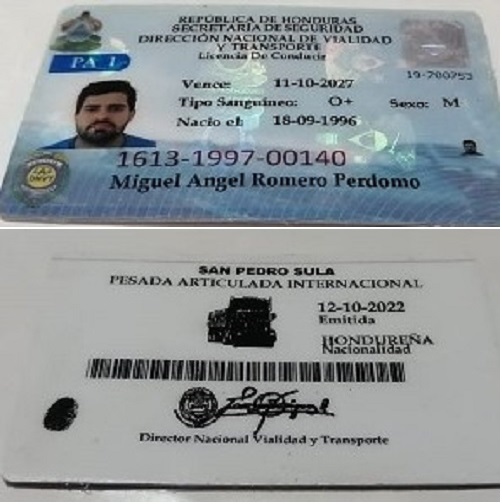 REPÚBLICA DE HONDURAS
SECRETARÍA DE SEGURIDAD
DIRECCIÓN NACIONAL DE VIALIDAD
Y TRANSPORTE
Licencia De Conducir
PA 1
19-700753
Vence: 11-10-2027
Tipo Sanguineo: O+ Sexo: M
Nacio el: 18-09-1996
1613-1997-00140
Miguel Angel Romero Perdomo
SAN PEDRO SULA
PESADA ARTICULADA INTERNACIONAL
12-10-2022
Emitida
HONDUREÑA
Nacionalidad
Director Nacional Vialidad y Transporte